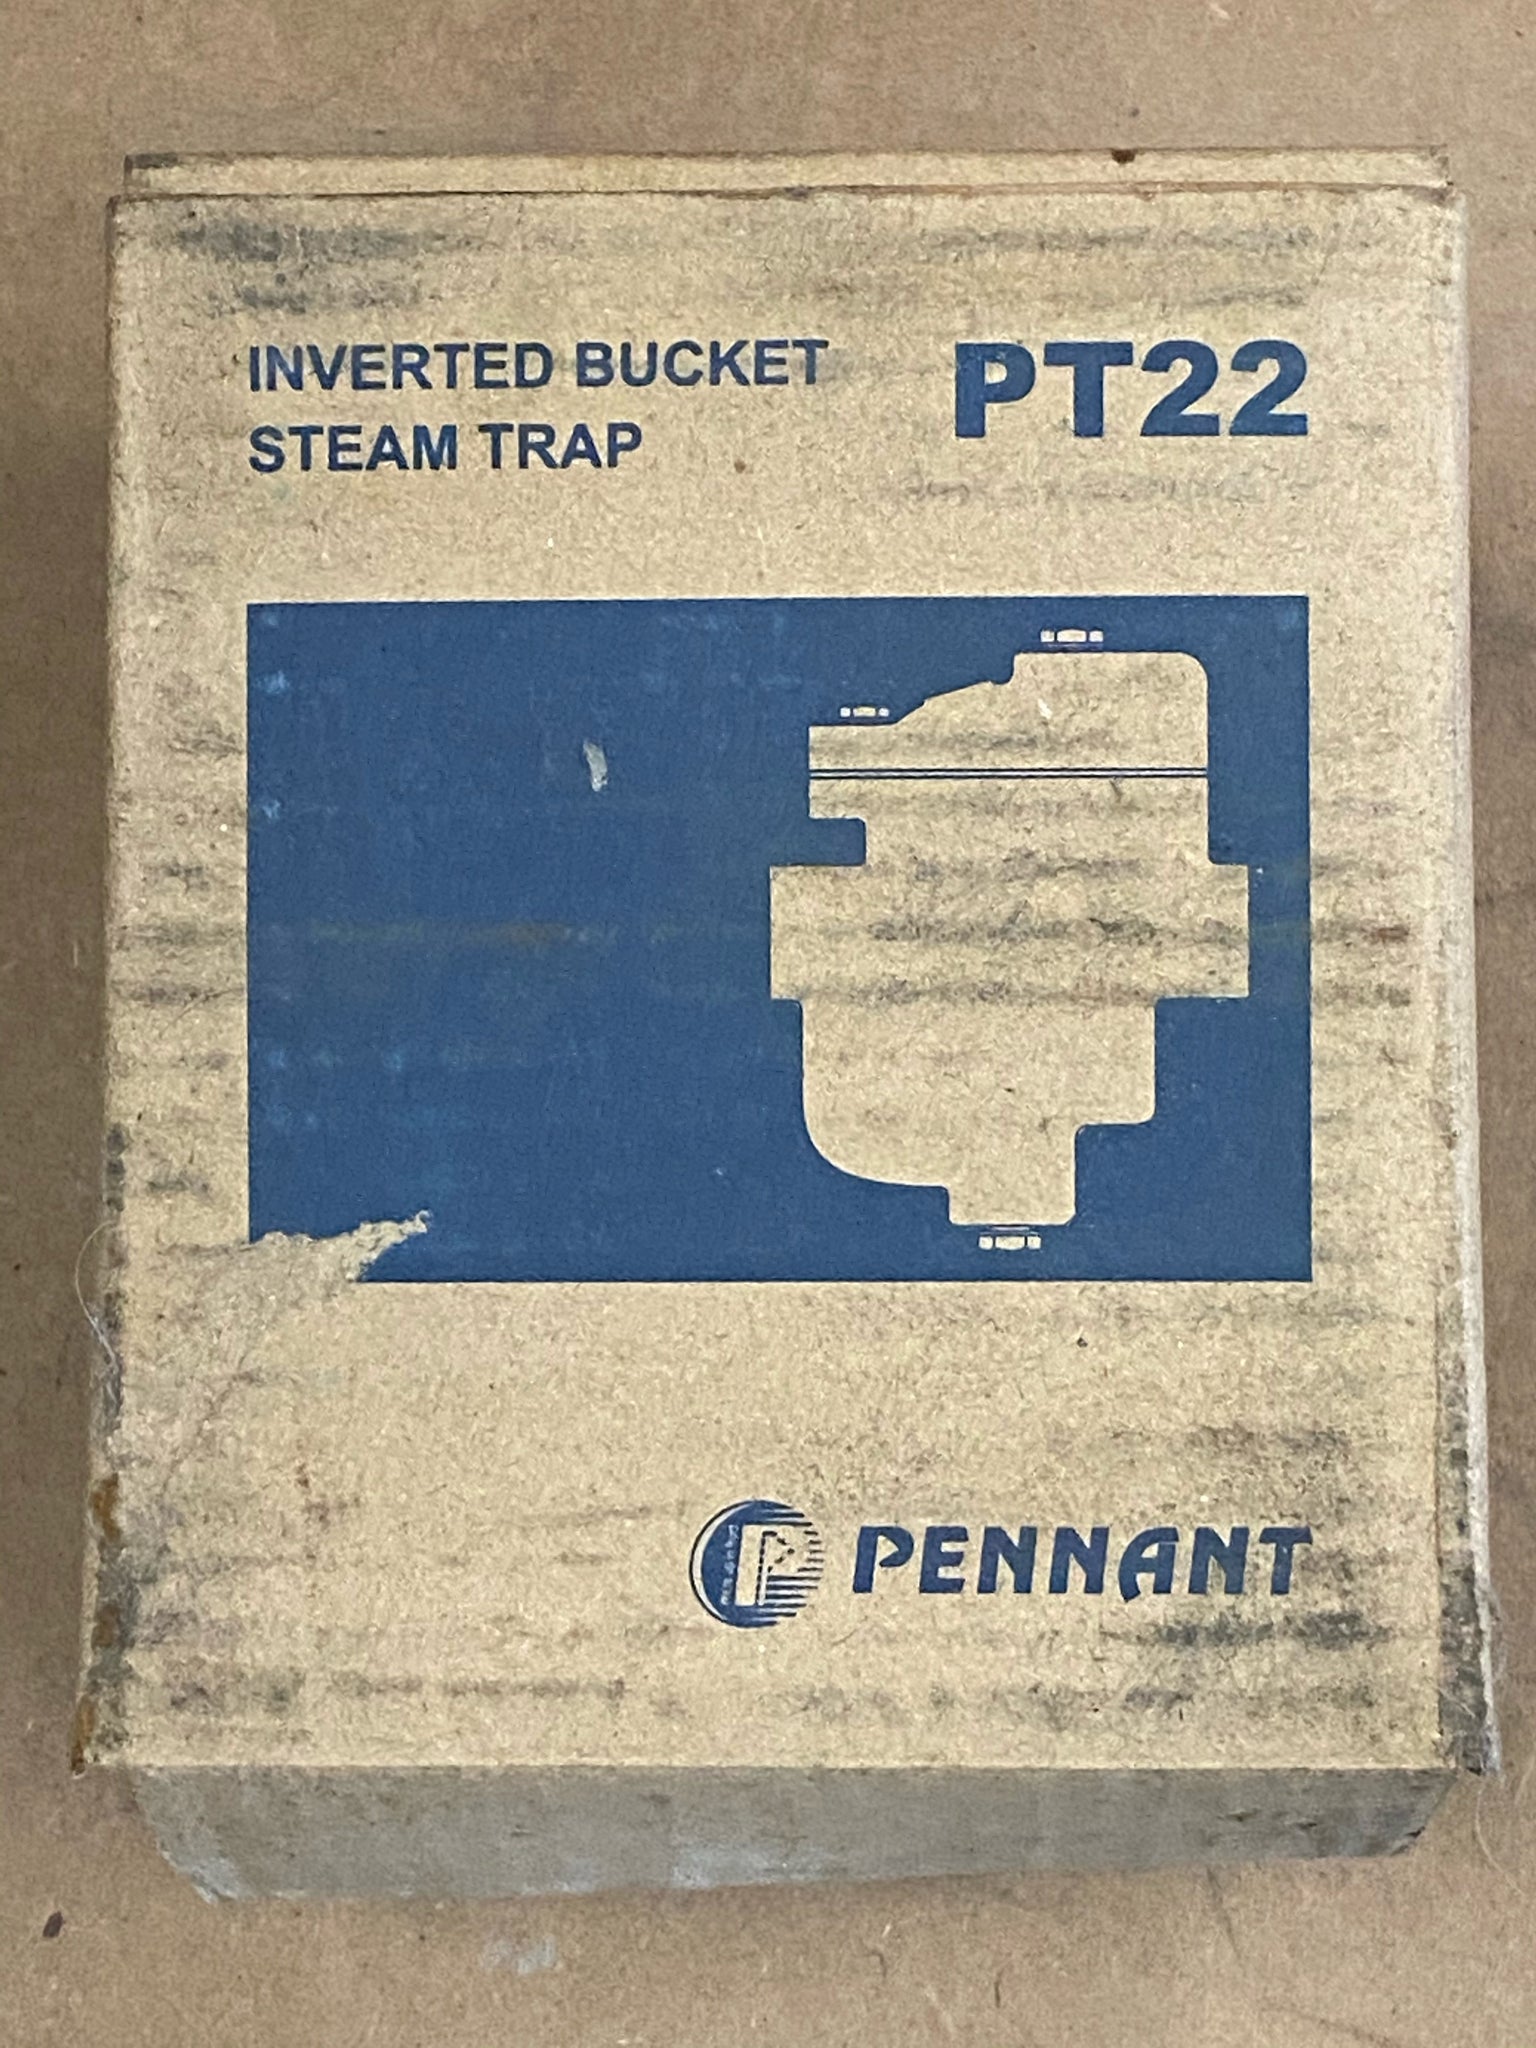 INVERTED BUCKET
STEAM TRAP
PT22
PENNANT